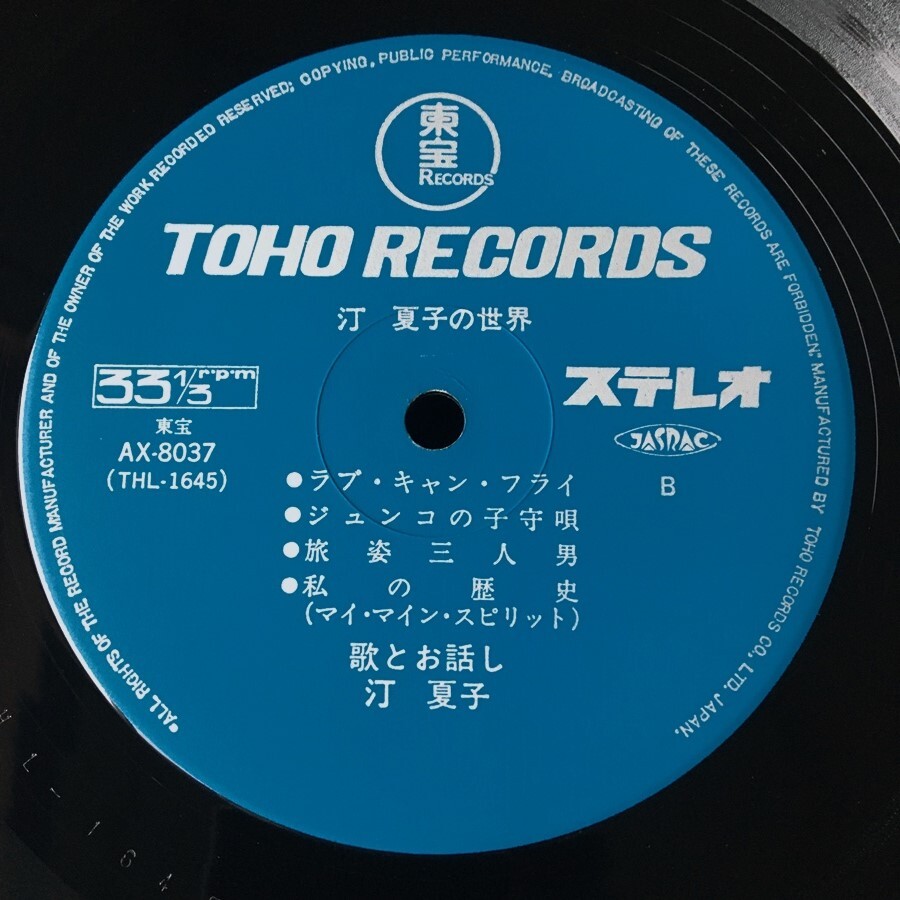 *ALL RIGHTS OF THE RECORD MANUFACTURER AND OF THE OWNER OF THE WORK RECORDED RESERVED; COPYING, PUBLIC PERFORMANCE, BROADCASTING OF THESE RECORDS ARE FORBIDDEN." MANUFACTURED BY TOHO RECORDS CO., LTD. JAPAN.
東宝
RECORDS
TOHO RECORDS
汀 夏子の世界
33 1/3 r·p·m
ステレオ
東宝
JASRAC
AX-8037
(THL-1645)
B
●ラブ・キャン・フライ
●ジュンコの子守唄
●旅姿三人男
●私の歴史
(マイ・マイン・スピリット)
歌とお話し
汀 夏子
L-164